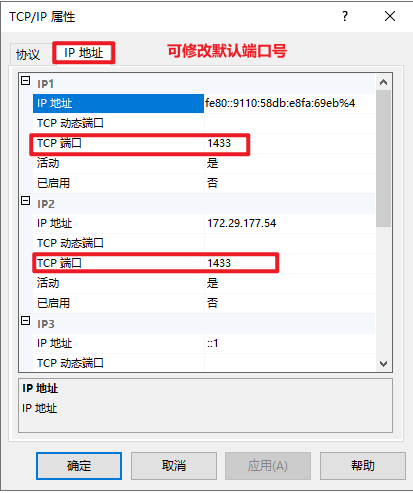 TCP/IP 属性
协议
IP 地址
可修改默认端口号
IP1
IP 地址 fe80::9110:58db:e8fa:69eb%4
TCP 动态端口
TCP 端口 1433
活动 是
已启用 否
IP2
IP 地址 172.29.177.54
TCP 动态端口
TCP 端口 1433
活动 是
已启用 否
IP3
IP 地址 ::1
TCP 动态端口
IP 地址
IP 地址
确定 取消 应用(A) 帮助